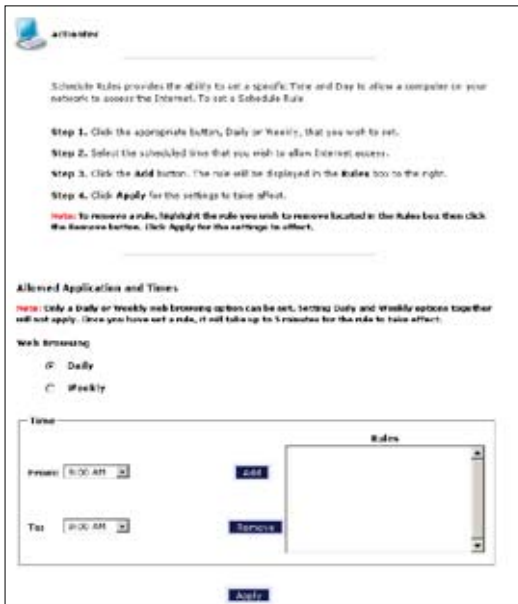 actiontec
Schedule Rules provides the ability to set a specific Time and Day to allow a computer on your
network to access the Internet. To set a Schedule Rule
Step 1. Click the appropriate button, Daily or Weekly, that you wish to set.
Step 2. Select the scheduled time that you wish to allow Internet access.
Step 3. Click the Add button. The rule will be displayed in the Rules box to the right.
Step 4. Click Apply for the settings to take affect.
Note: To remove a rule, highlight the rule you wish to remove located in the Rules box then click
the Remove button. Click Apply for the settings to affect.
Allowed Application and Times
Note: Only a Daily or Weekly web browsing option can be set. Setting Daily and Weekly options together
will not apply. Once you have set a rule, it will take up to 5 minutes for the rule to take effect.
Web Browsing
Daily
Weekly
Time
Rules
From: :00 AM
Add
To: :00 AM
Remove
Apply